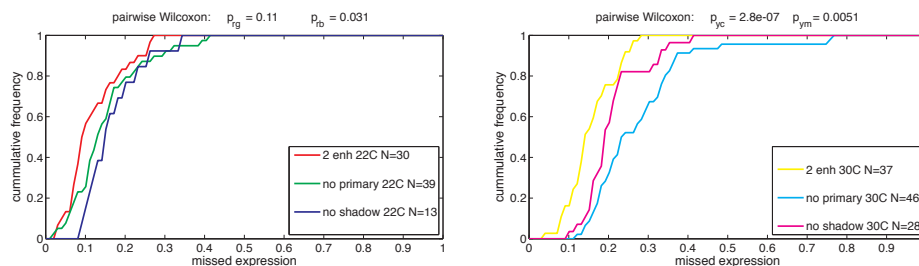 pairwise Wilcoxon: p_rg = 0.11 p_rb = 0.031
cummulative frequency
1
0.8
0.6
0.4
0.2
0
2 enh 22C N=30
no primary 22C N=39
no shadow 22C N=13
0 0.1 0.2 0.3 0.4 0.5 0.6 0.7 0.8 0.9 1
missed expression
pairwise Wilcoxon: p_yc = 2.8e-07 p_ym = 0.0051
cummulative frequency
1
0.8
0.6
0.4
0.2
0
2 enh 30C N=37
no primary 30C N=46
no shadow 30C N=28
0 0.1 0.2 0.3 0.4 0.5 0.6 0.7 0.8 0.9
missed expression